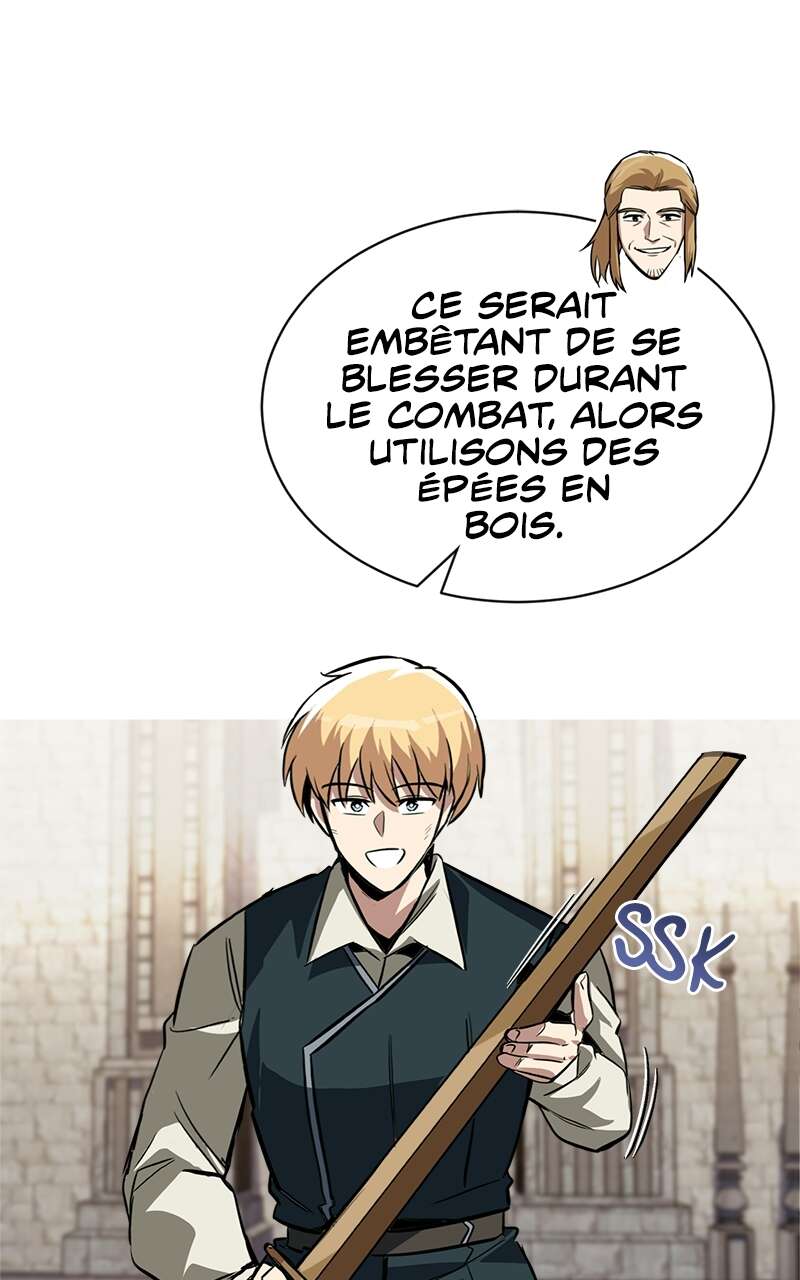 CE SERAIT
EMBÊTANT DE SE
BLESSER DURANT
LE COMBAT, ALORS
UTILISONS DES
ÉPÉES EN
BOIS.
SSK